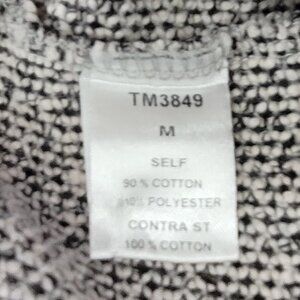 TM3849
M
SELF
90 % COTTON
10% POLYESTER
CONTRA ST
100 % COTTON